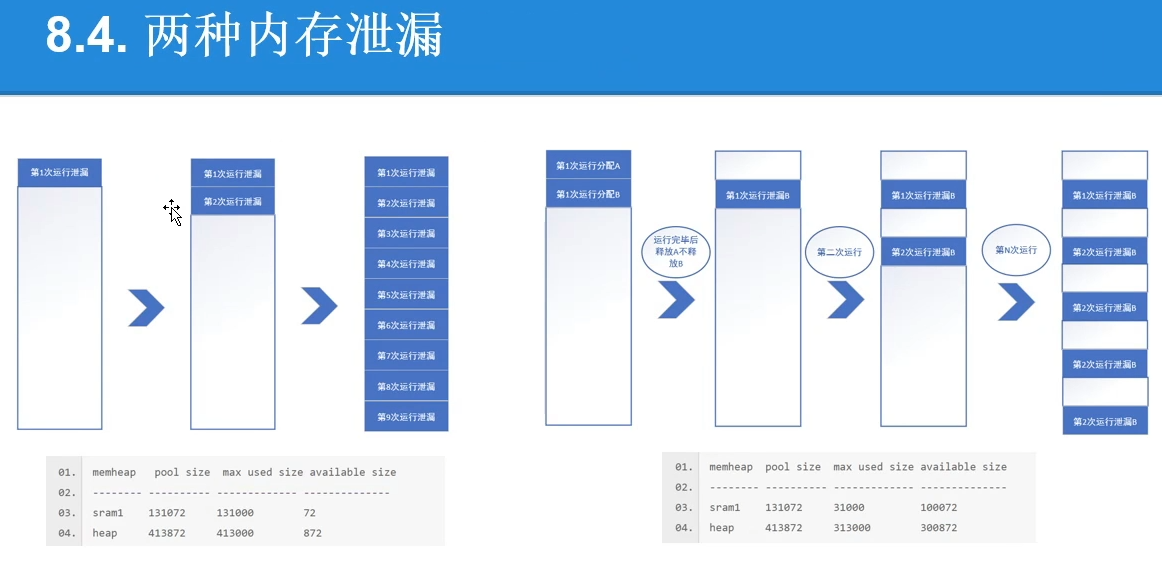 8.4. 两种内存泄漏
第1次运行泄漏
第1次运行泄漏
第2次运行泄漏
第1次运行泄漏
第2次运行泄漏
第3次运行泄漏
第4次运行泄漏
第5次运行泄漏
第6次运行泄漏
第7次运行泄漏
第8次运行泄漏
第9次运行泄漏
01. memheap pool size max used size available size
02. -------- ---------- ------------- --------------
03. sram1 131072 131000 72
04. heap 413872 413000 872
第1次运行分配A
第1次运行分配B
运行完毕后
释放A不释
放B
第1次运行泄漏B
第二次运行
第1次运行泄漏B
第2次运行泄漏B
第N次运行
第1次运行泄漏B
第2次运行泄漏B
第2次运行泄漏B
第2次运行泄漏B
第2次运行泄漏B
01. memheap pool size max used size available size
02. -------- ---------- ------------- --------------
03. sram1 131072 31000 100072
04. heap 413872 313000 300872